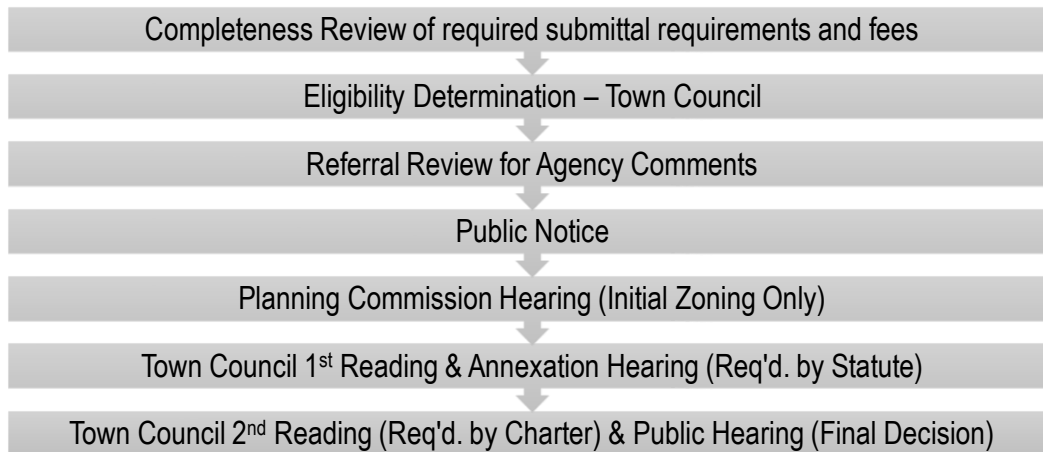 Completeness Review of required submittal requirements and fees
Eligibility Determination – Town Council
Referral Review for Agency Comments
Public Notice
Planning Commission Hearing (Initial Zoning Only)
Town Council 1st Reading & Annexation Hearing (Req'd. by Statute)
Town Council 2nd Reading (Req'd. by Charter) & Public Hearing (Final Decision)